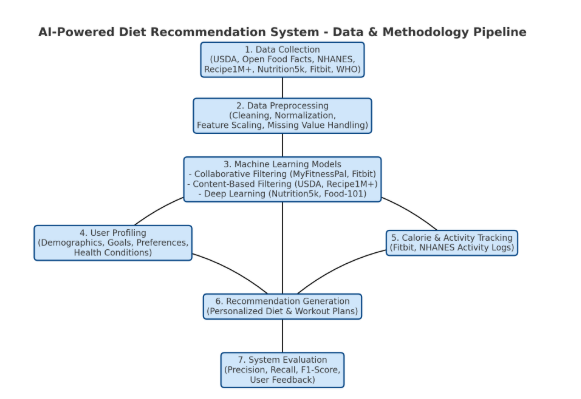 AI-Powered Diet Recommendation System - Data & Methodology Pipeline
1. Data Collection
(USDA, Open Food Facts, NHANES,
Recipe1M+, Nutrition5k, Fitbit, WHO)
2. Data Preprocessing
(Cleaning, Normalization,
Feature Scaling, Missing Value Handling)
3. Machine Learning Models
- Collaborative Filtering (MyFitnessPal, Fitbit)
- Content-Based Filtering (USDA, Recipe1M+)
- Deep Learning (Nutrition5k, Food-101)
4. User Profiling
(Demographics, Goals, Preferences,
Health Conditions)
5. Calorie & Activity Tracking
(Fitbit, NHANES Activity Logs)
6. Recommendation Generation
(Personalized Diet & Workout Plans)
7. System Evaluation
(Precision, Recall, F1-Score,
User Feedback)